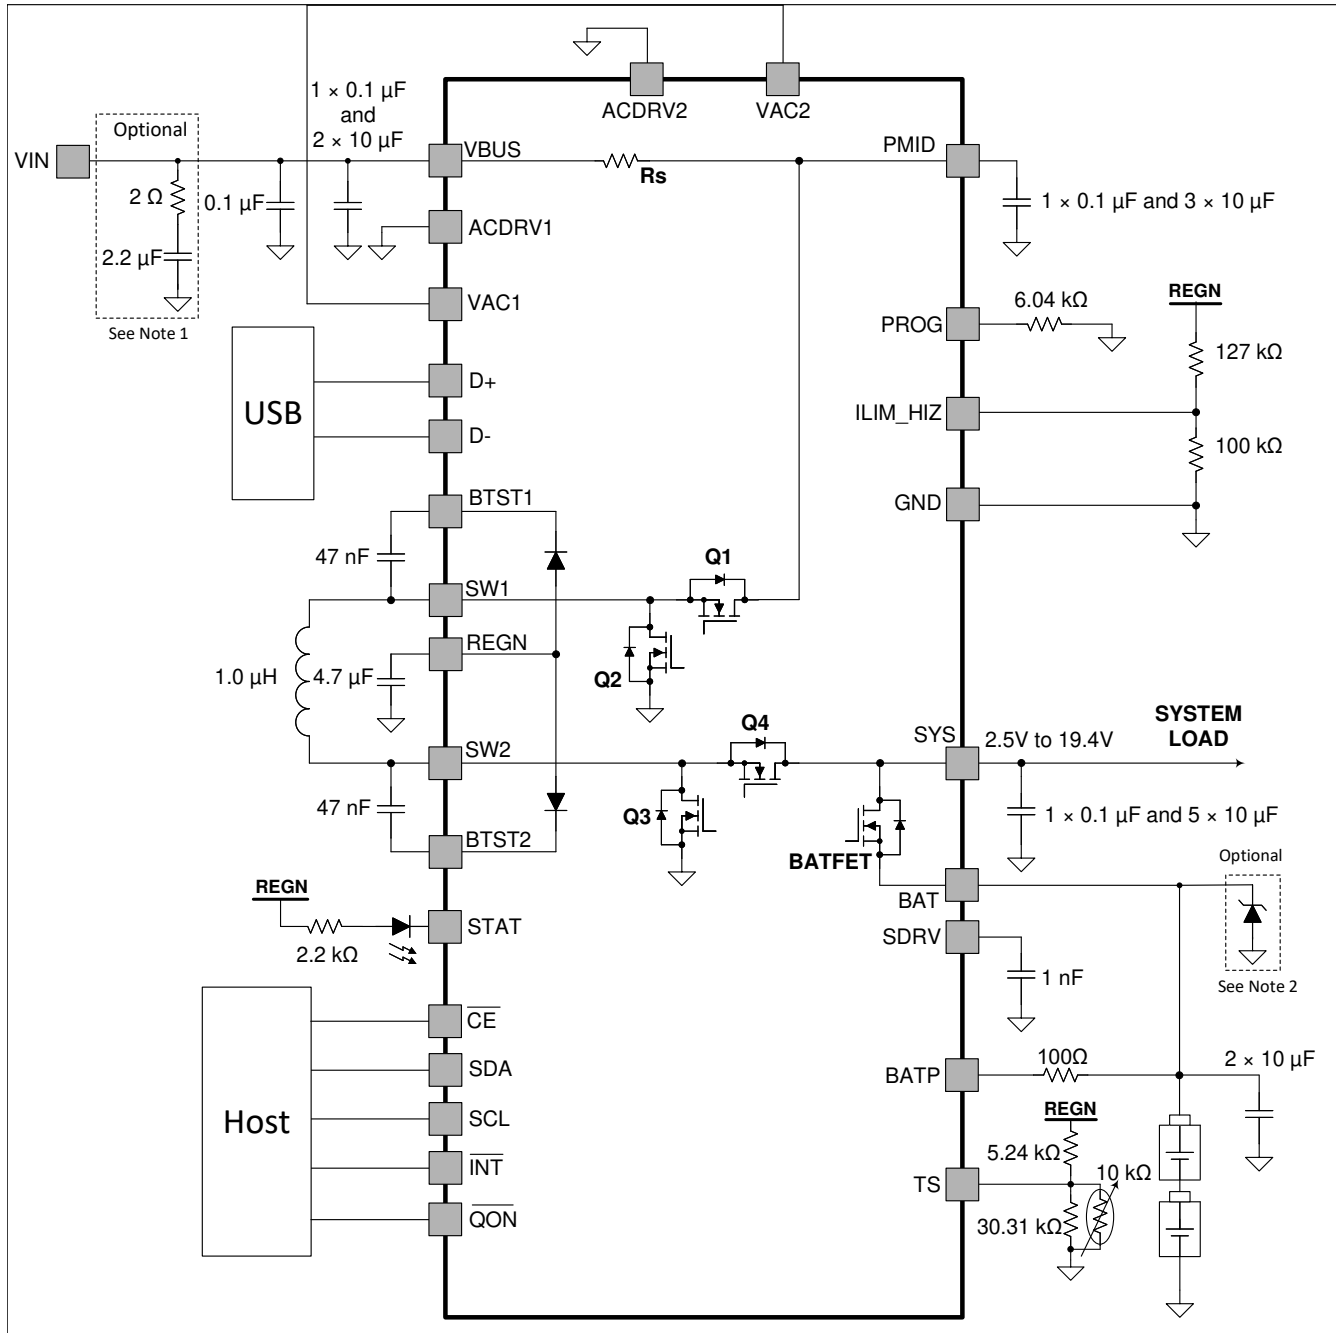 ACDRV2
VAC2
1 × 0.1 µF
and
2 × 10 µF
Optional
VIN
VBUS
Rs
PMID
2 Ω
0.1 µF
1 × 0.1 µF and 3 × 10 µF
ACDRV1
2.2 µF
VAC1
See Note 1
PROG
6.04 kΩ
REGN
127 kΩ
USB
D+
D-
ILIM_HIZ
100 kΩ
BTST1
GND
47 nF
Q1
SW1
REGN
1.0 µH
4.7 µF
Q2
Q4
SYS
2.5V to 19.4V
SYSTEM
LOAD
SW2
47 nF
Q3
1 × 0.1 µF and 5 × 10 µF
BTST2
BATFET
Optional
BAT
REGN
STAT
2.2 kΩ
SDRV
1 nF
See Note 2
Host
CE
SDA
SCL
INT
QON
BATP
100Ω
2 × 10 µF
REGN
5.24 kΩ
10 kΩ
TS
30.31 kΩ